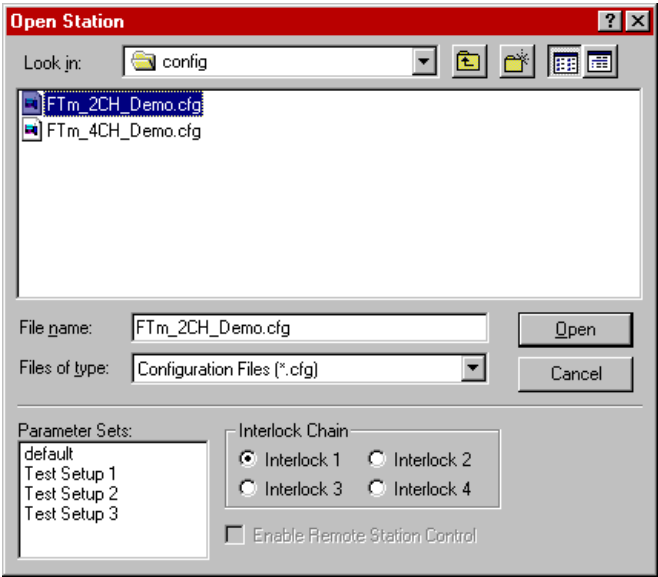 Open Station
Look in: config
FTm_2CH_Demo.cfg
FTm_4CH_Demo.cfg
File name: FTm_2CH_Demo.cfg Open
Files of type: Configuration Files (*.cfg) Cancel
Parameter Sets:
default
Test Setup 1
Test Setup 2
Test Setup 3
Interlock Chain
Interlock 1 Interlock 2
Interlock 3 Interlock 4
Enable Remote Station Control